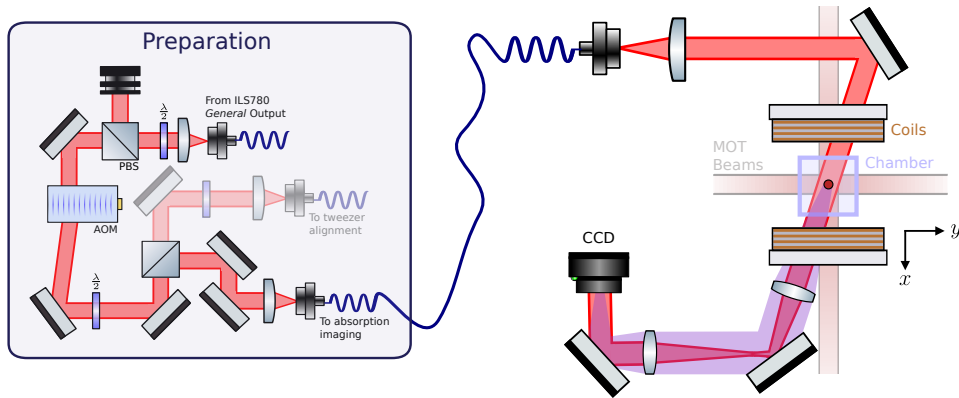 Preparation
From ILS780
General Output
λ/2
PBS
AOM
To tweezer
alignment
λ/2
To absorption
imaging
Coils
MOT
Beams
Chamber
CCD
y
x